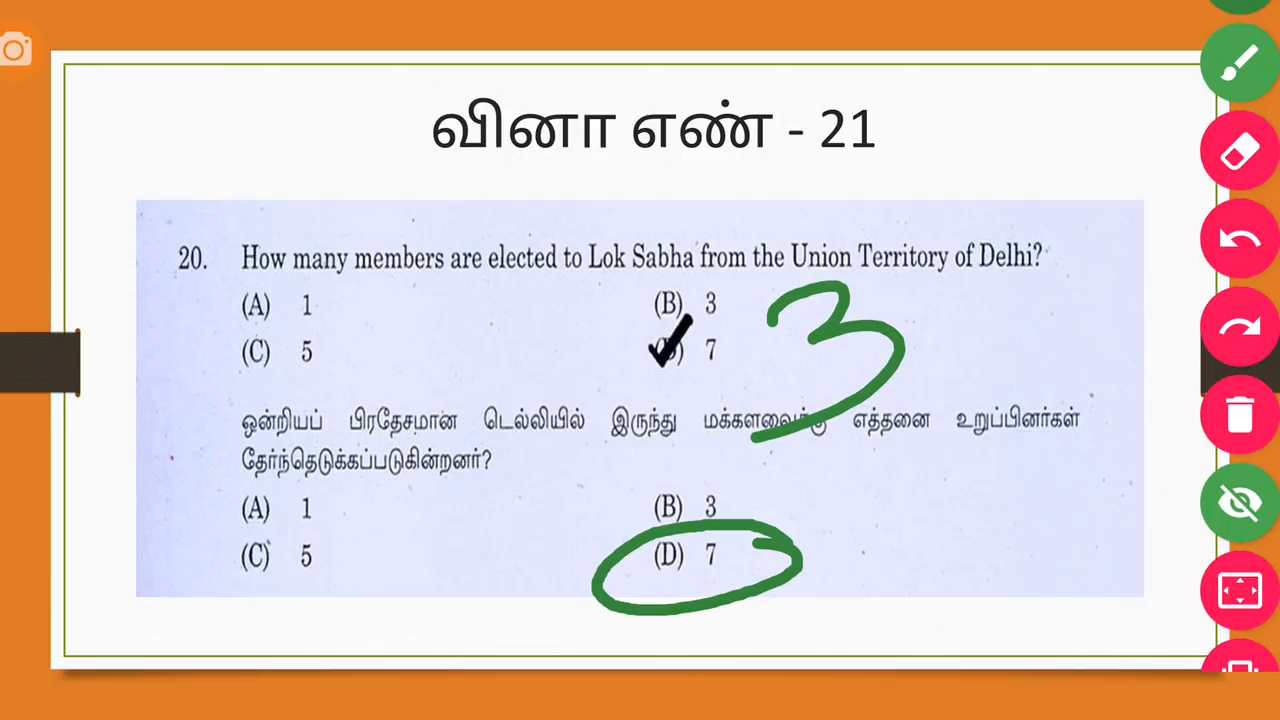 வினா எண் - 21
20. How many members are elected to Lok Sabha from the Union Territory of Delhi?
(A) 1 (B) 3
(C) 5 (D) 7
3
ஒன்றியப் பிரதேசமான டெல்லியில் இருந்து மக்களவைக்கு எத்தனை உறுப்பினர்கள்
தேர்ந்தெடுக்கப்படுகின்றனர்?
(A) 1 (B) 3
(C) 5 (D) 7